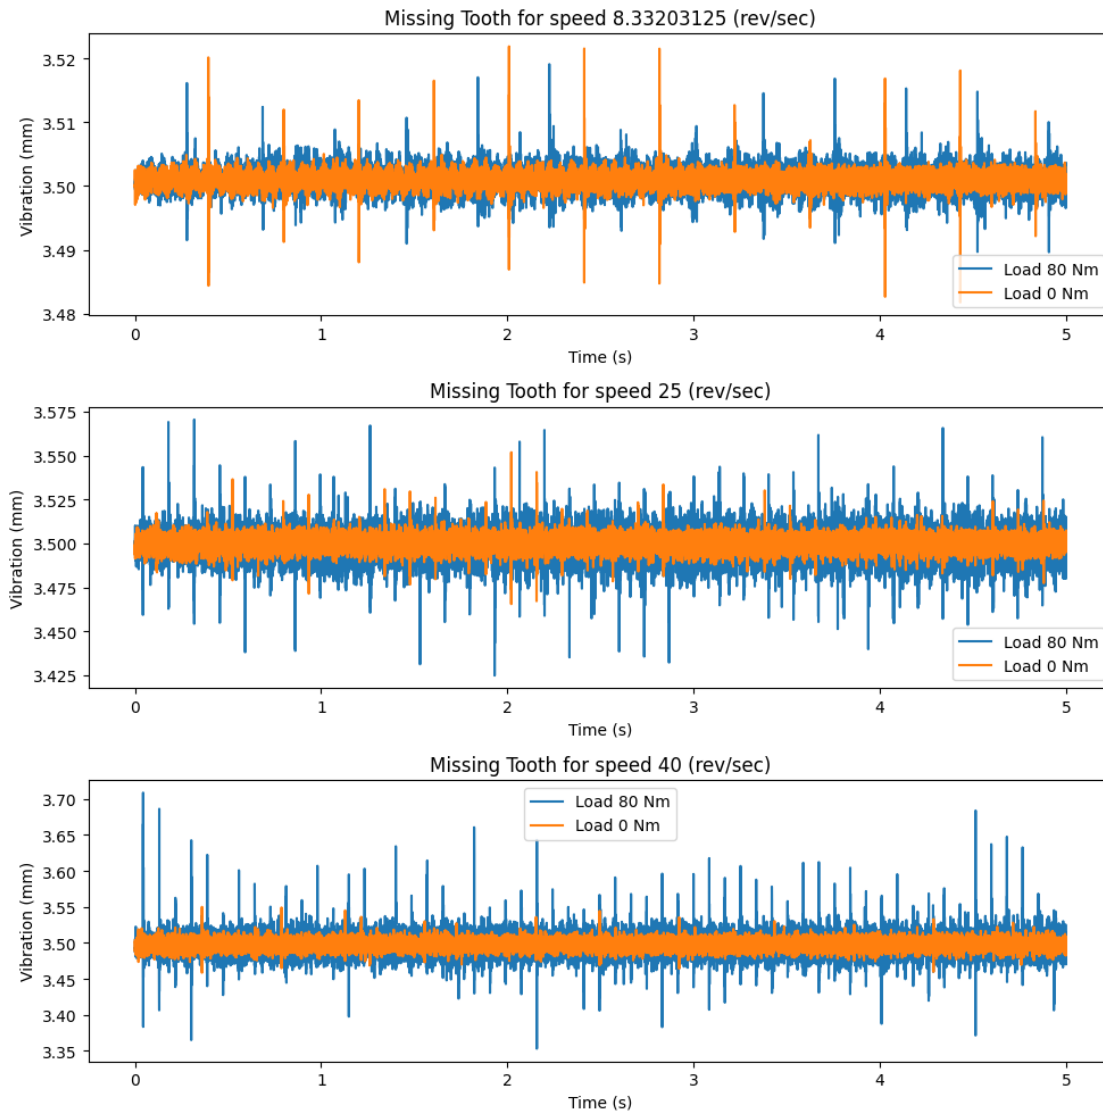 Missing Tooth for speed 8.33203125 (rev/sec)
3.52
3.51
3.50
3.49
3.48
Vibration (mm)
Load 80 Nm
Load 0 Nm
0 1 2 3 4 5
Time (s)
Missing Tooth for speed 25 (rev/sec)
3.575
3.550
3.525
3.500
3.475
3.450
3.425
Vibration (mm)
Load 80 Nm
Load 0 Nm
0 1 2 3 4 5
Time (s)
Missing Tooth for speed 40 (rev/sec)
3.70
3.65
3.60
3.55
3.50
3.45
3.40
3.35
Vibration (mm)
Load 80 Nm
Load 0 Nm
0 1 2 3 4 5
Time (s)